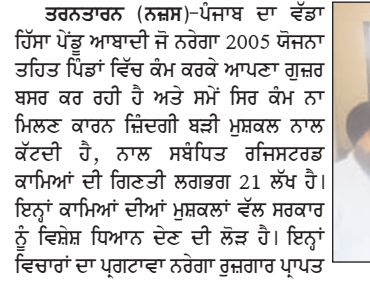 ਤਰਨਤਾਰਨ (ਨਜ਼ਸ)-ਪੰਜਾਬ ਦਾ ਵੱਡਾ
ਹਿੱਸਾ ਪੇਂਡੂ ਆਬਾਦੀ ਜੋ ਨਰੇਗਾ 2005 ਯੋਜਨਾ
ਤਹਿਤ ਪਿੰਡਾਂ ਵਿੱਚ ਕੰਮ ਕਰਕੇ ਆਪਣਾ ਗੁਜ਼ਰ
ਬਸਰ ਕਰ ਰਹੀ ਹੈ ਅਤੇ ਸਮੇਂ ਸਿਰ ਕੰਮ ਨਾ
ਮਿਲਣ ਕਾਰਨ ਜ਼ਿੰਦਗੀ ਬੜੀ ਮੁਸ਼ਕਲ ਨਾਲ
ਕੱਟਦੀ ਹੈ, ਨਾਲ ਸਬੰਧਿਤ ਰਜਿਸਟਰਡ
ਕਾਮਿਆਂ ਦੀ ਗਿਣਤੀ ਲਗਭਗ 21 ਲੱਖ ਹੈ।
ਇਨ੍ਹਾਂ ਕਾਮਿਆਂ ਦੀਆਂ ਮੁਸ਼ਕਲਾਂ ਵੱਲ ਸਰਕਾਰ
ਨੂੰ ਵਿਸ਼ੇਸ਼ ਧਿਆਨ ਦੇਣ ਦੀ ਲੋੜ ਹੈ। ਇਨ੍ਹਾਂ
ਵਿਚਾਰਾਂ ਦਾ ਪ੍ਰਗਟਾਵਾ ਨਰੇਗਾ ਰੁਜ਼ਗਾਰ ਪ੍ਰਾਪਤ